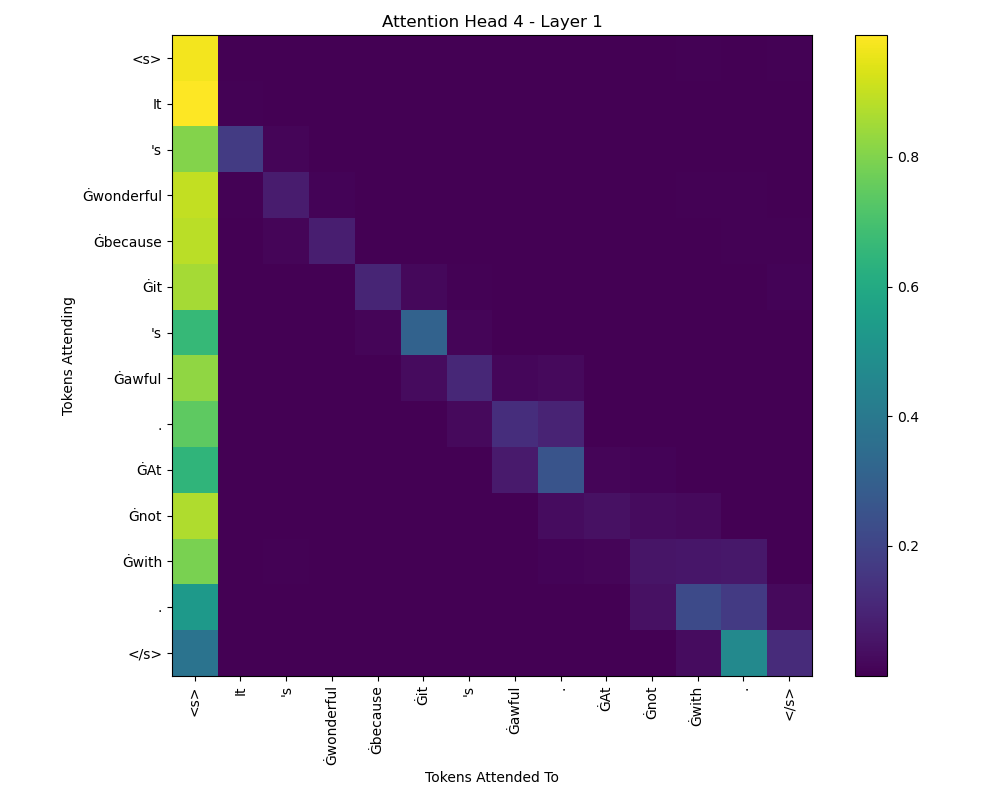 Attention Head 4 - Layer 1
<s>
It
's
Ġwonderful
Ġbecause
Ġit
's
Ġawful
.
ĠAt
Ġnot
Ġwith
.
</s>
Tokens Attending
<s>
It
's
Ġwonderful
Ġbecause
Ġit
's
Ġawful
.
ĠAt
Ġnot
Ġwith
.
</s>
Tokens Attended To
0.8
0.6
0.4
0.2